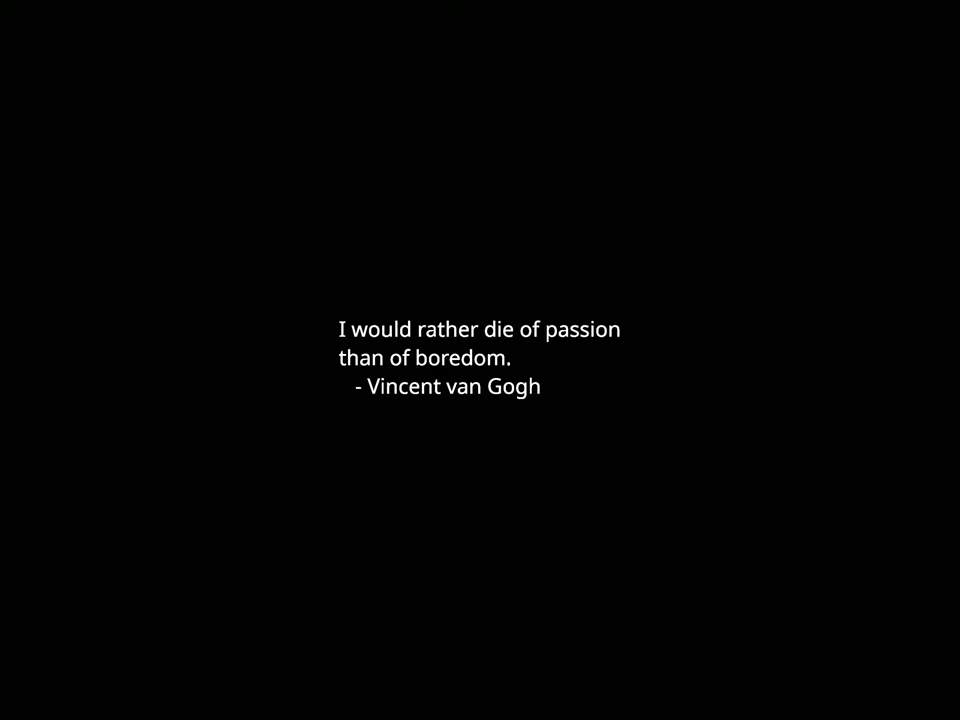 I would rather die of passion
than of boredom.
- Vincent van Gogh